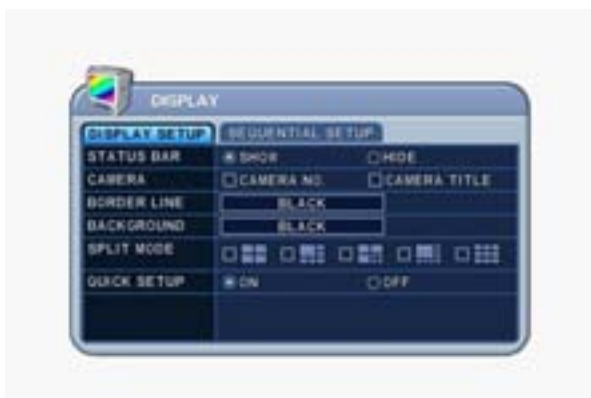 DISPLAY
DISPLAY SETUP SEQUENTIAL SETUP
STATUS BAR SHOW HIDE
CAMERA CAMERA NO. CAMERA TITLE
BORDER LINE BLACK
BACKGROUND BLACK
SPLIT MODE
QUICK SETUP ON OFF